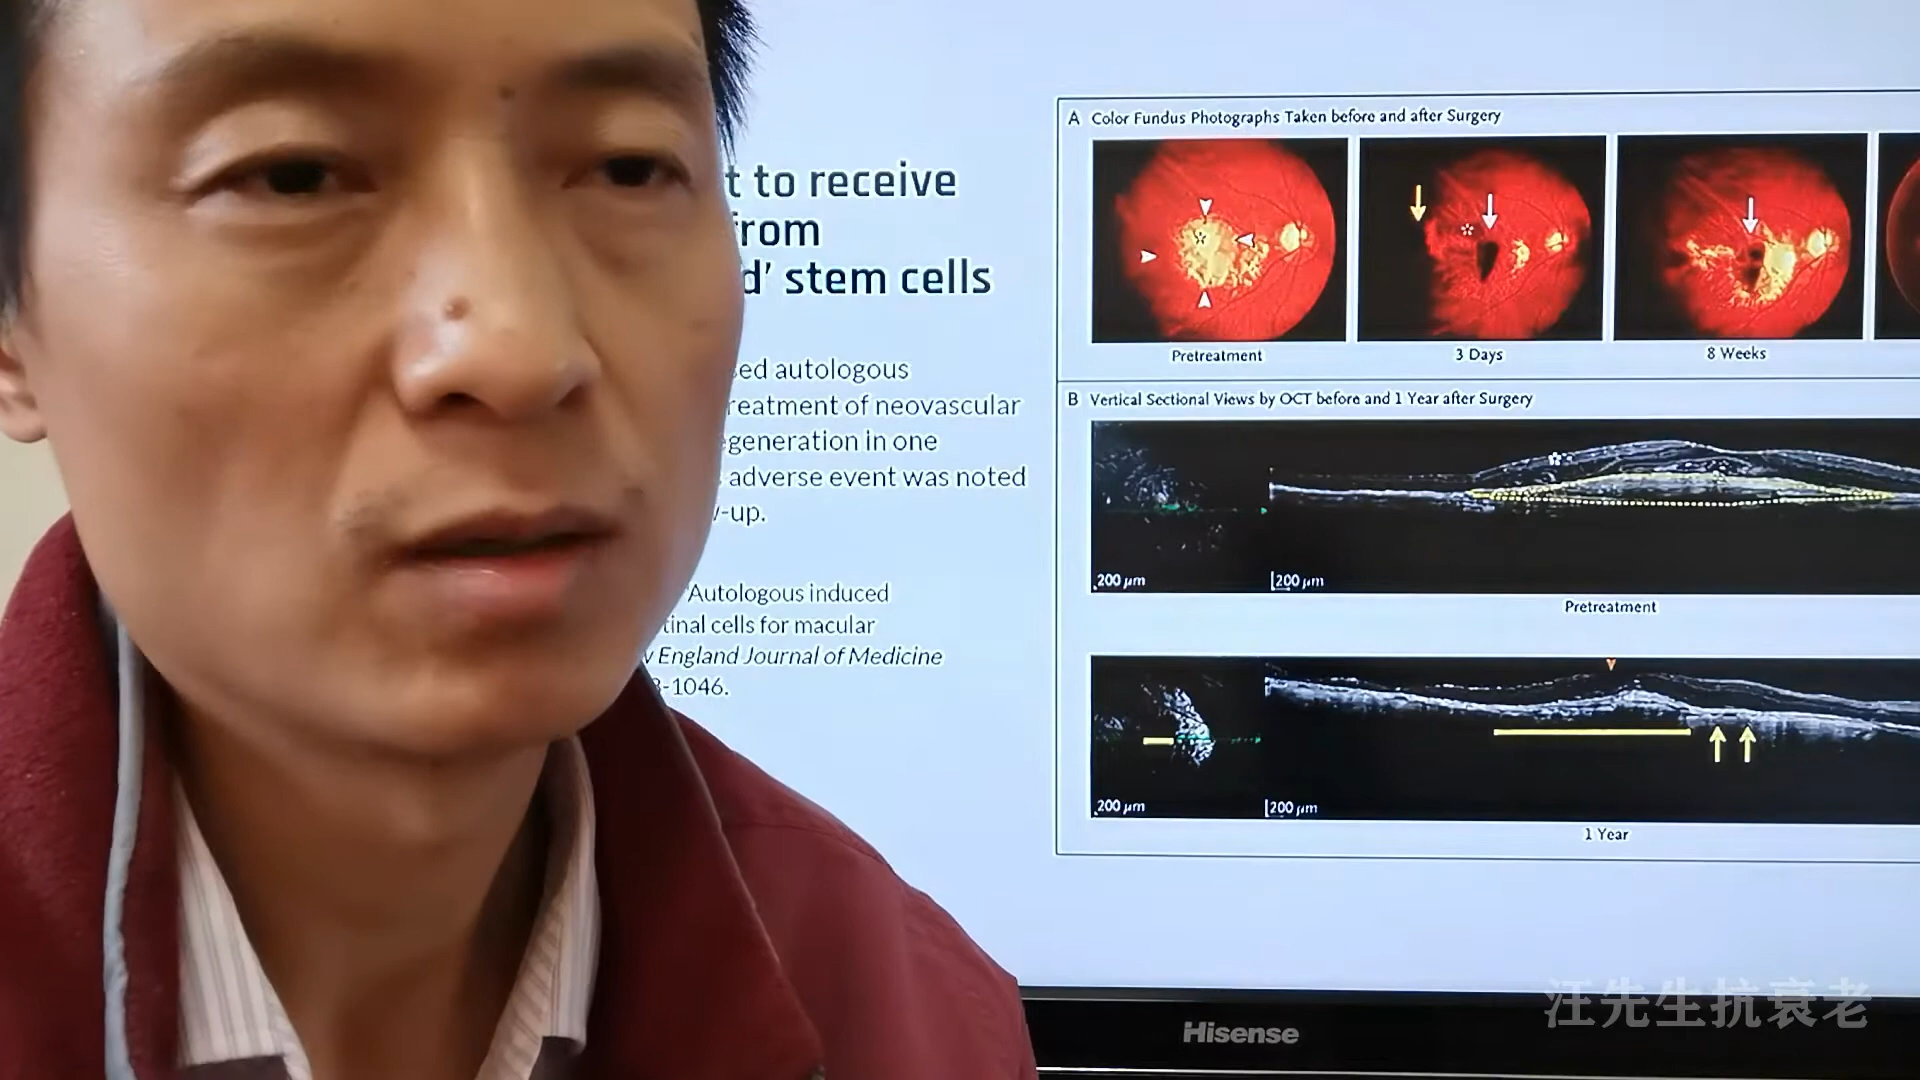 t to receive
from
d' stem cells
sed autologous
reatment of neovascular
egeneration in one
adverse event was noted
-up.
Autologous induced
tinal cells for macular
England Journal of Medicine
-1046.
A Color Fundus Photographs Taken before and after Surgery
Pretreatment
3 Days
8 Weeks
B Vertical Sectional Views by OCT before and 1 Year after Surgery
200 µm
200 µm
Pretreatment
200 µm
200 µm
1 Year
Hisense
汪先生抗衰老